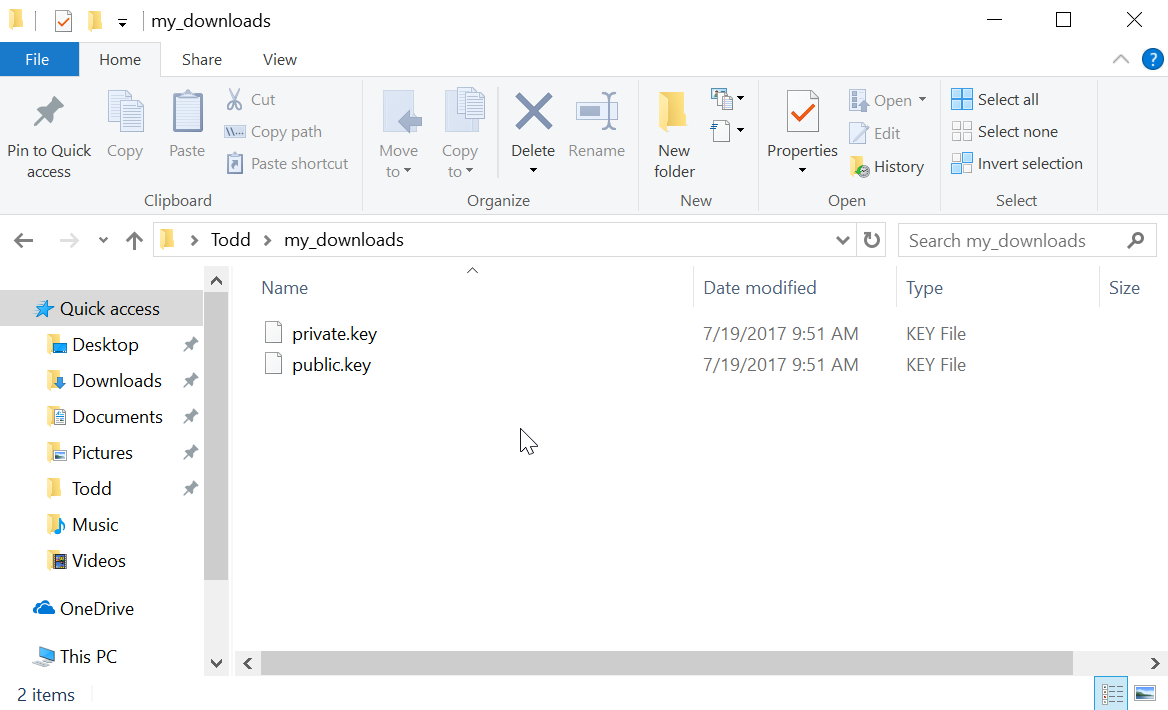 my_downloads
File Home Share View
Pin to Quick access
Copy
Paste
Cut
Copy path
Paste shortcut
Clipboard
Move to
Copy to
Delete
Rename
Organize
New folder
New
Properties
Open
Edit
History
Open
Select all
Select none
Invert selection
Select
Todd my_downloads
Search my_downloads
Quick access
Desktop
Downloads
Documents
Pictures
Todd
Music
Videos
OneDrive
This PC
Name Date modified Type Size
private.key 7/19/2017 9:51 AM KEY File
public.key 7/19/2017 9:51 AM KEY File
2 items